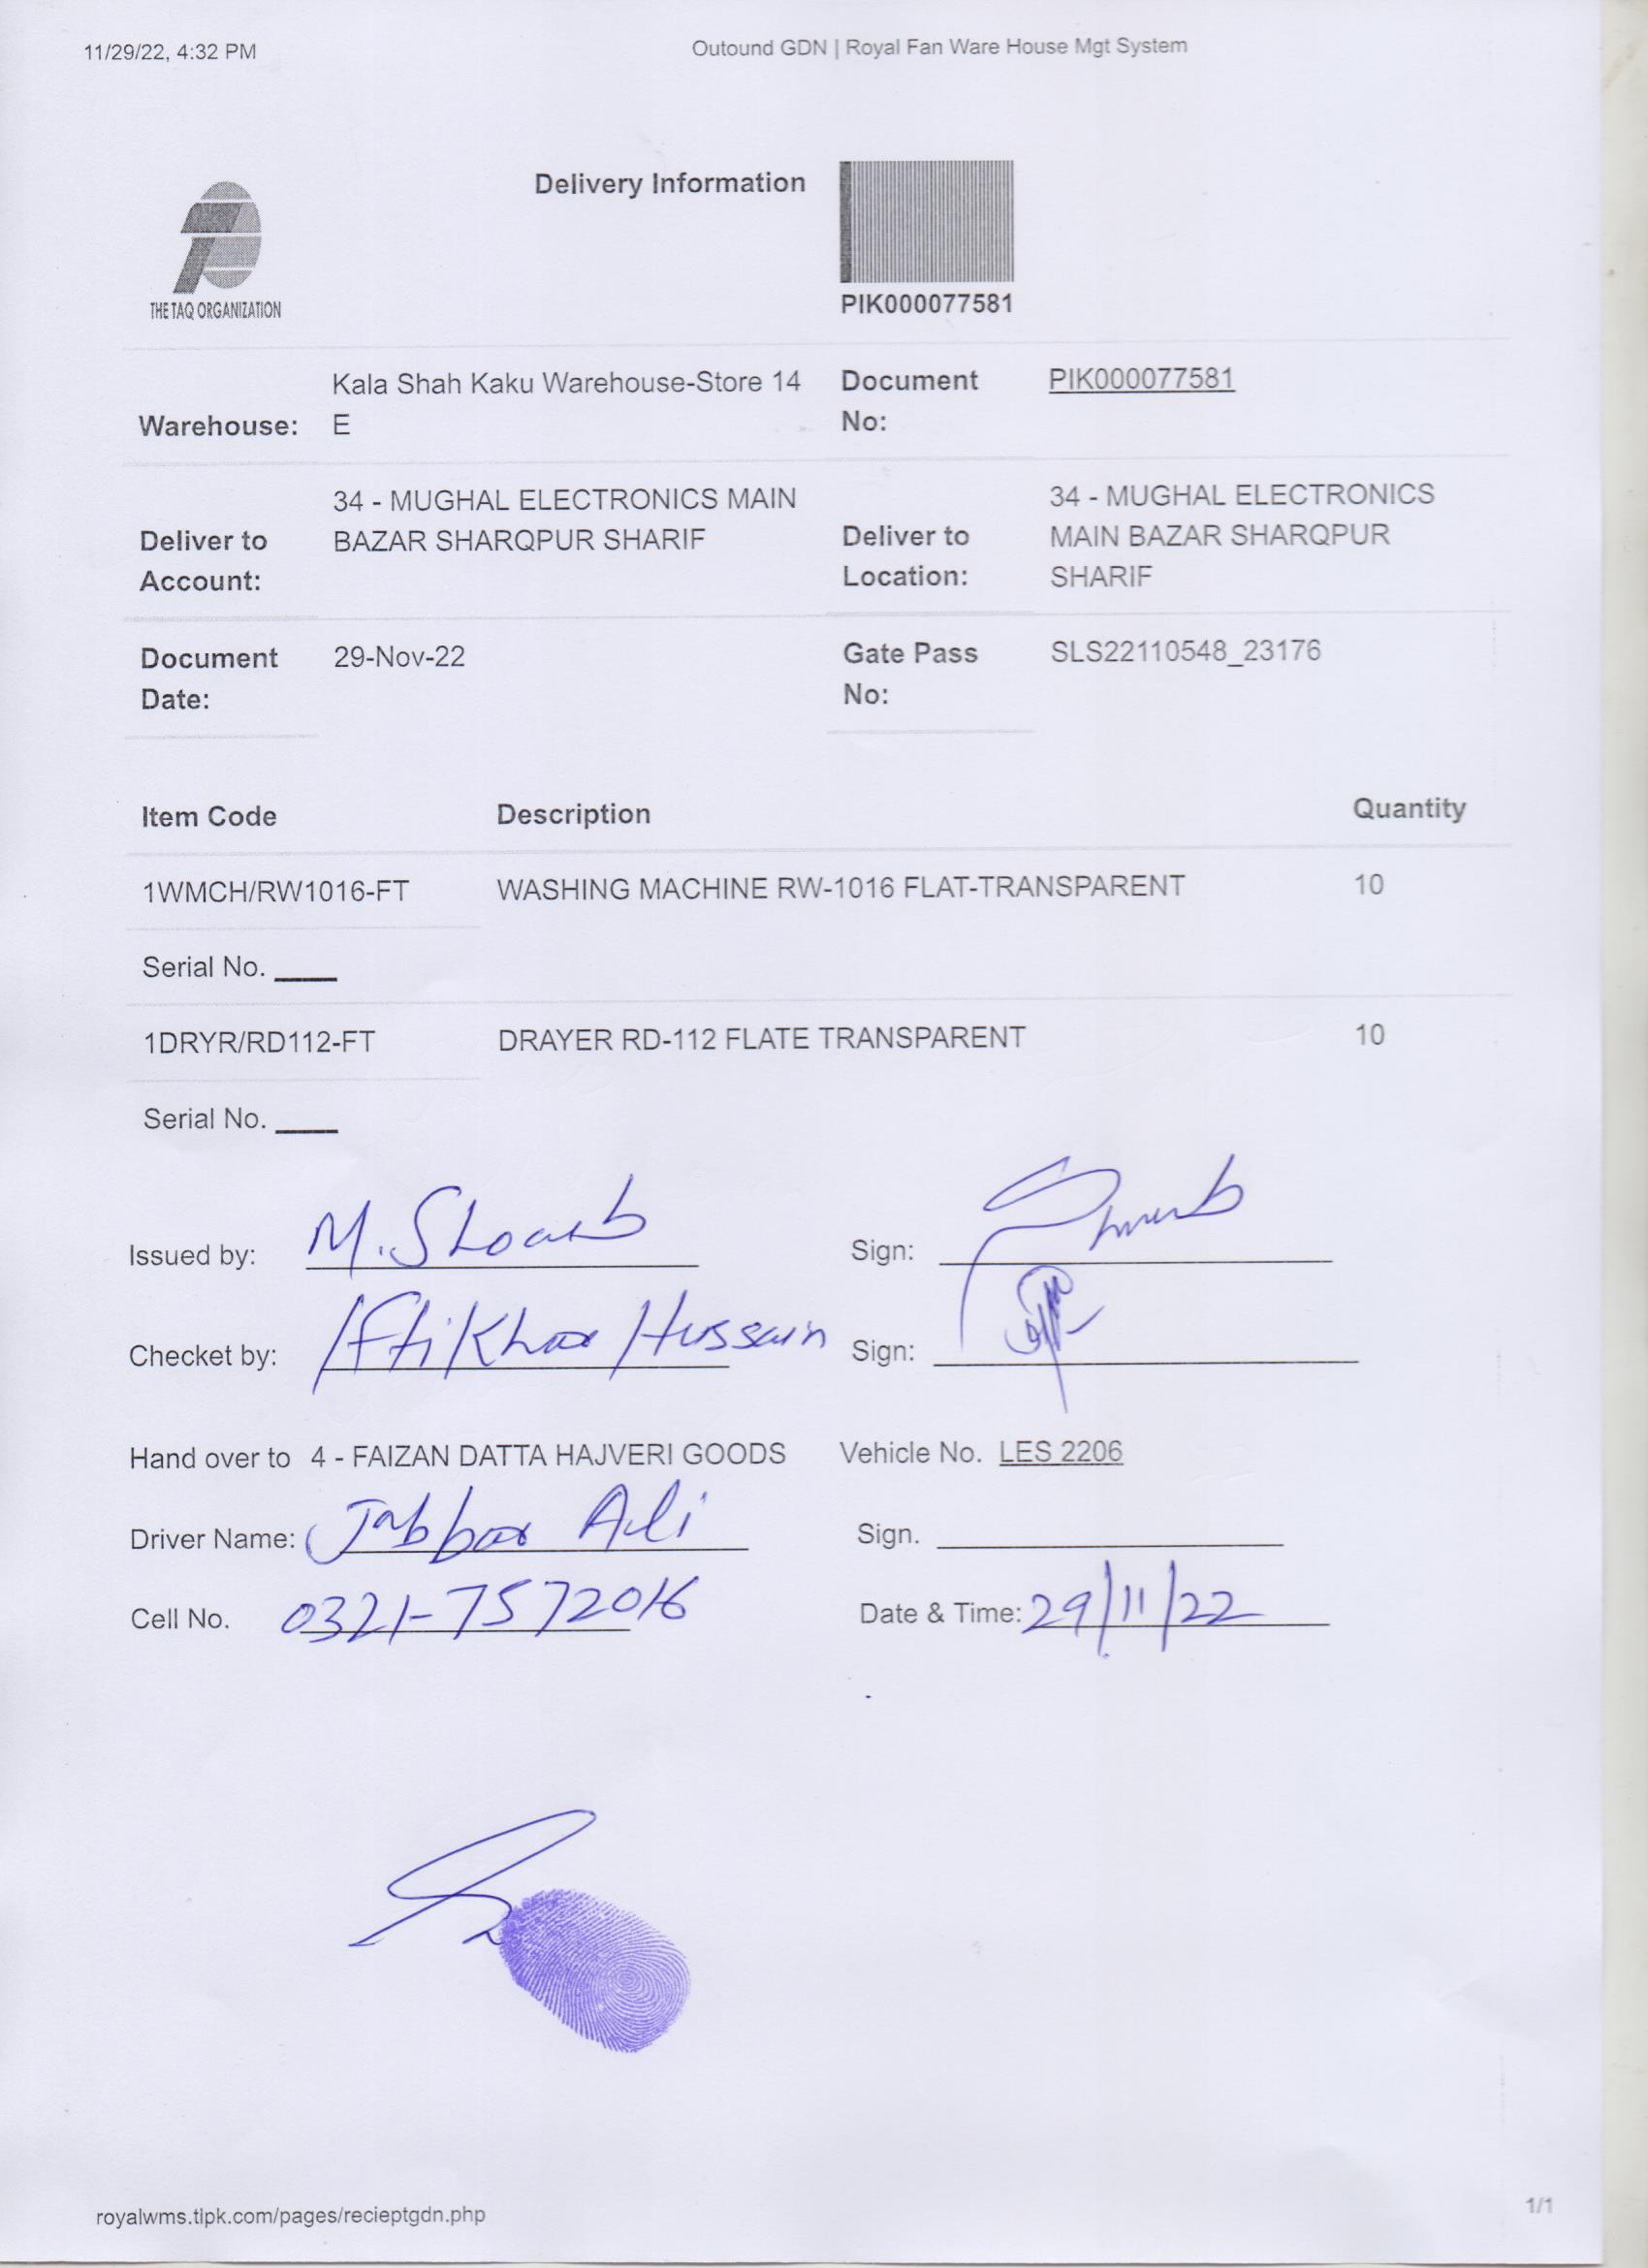 11/29/22, 4:32 PM
Outound GDN | Royal Fan Ware House Mgt System
Delivery Information
THE TAQ ORGANIZATION
PIK000077581
Warehouse: Kala Shah Kaku Warehouse-Store 14 E
Document No: PIK000077581
Deliver to Account: 34 - MUGHAL ELECTRONICS MAIN BAZAR SHARQPUR SHARIF
Deliver to Location: 34 - MUGHAL ELECTRONICS MAIN BAZAR SHARQPUR SHARIF
Document Date: 29-Nov-22
Gate Pass No: SLS22110548_23176
Item Code Description Quantity
1WMCH/RW1016-FT WASHING MACHINE RW-1016 FLAT-TRANSPARENT 10
Serial No.
1DRYR/RD112-FT DRAYER RD-112 FLATE TRANSPARENT 10
Serial No.
Issued by: M. Shoaib Sign:
Checket by: Iftikhar Hussain Sign:
Hand over to 4 - FAIZAN DATTA HAJVERI GOODS Vehicle No. LES 2206
Driver Name: Jabbar Ali Sign.
Cell No. 0321-7572016 Date & Time: 29/11/22
royalwms.tlpk.com/pages/recieptgdn.php
1/1